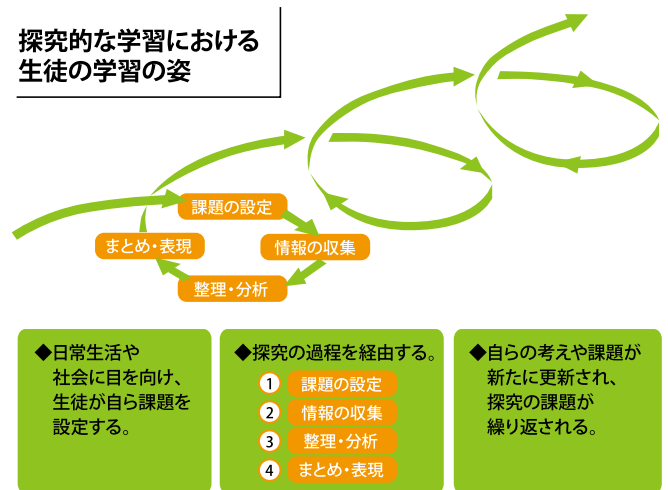 探究的な学習における
生徒の学習の姿
課題の設定
まとめ・表現
情報の収集
整理・分析
◆日常生活や
社会に目を向け、
生徒が自ら課題を
設定する。
◆探究の過程を経由する。
① 課題の設定
② 情報の収集
③ 整理・分析
④ まとめ・表現
◆自らの考えや課題が
新たに更新され、
探究の課題が
繰り返される。